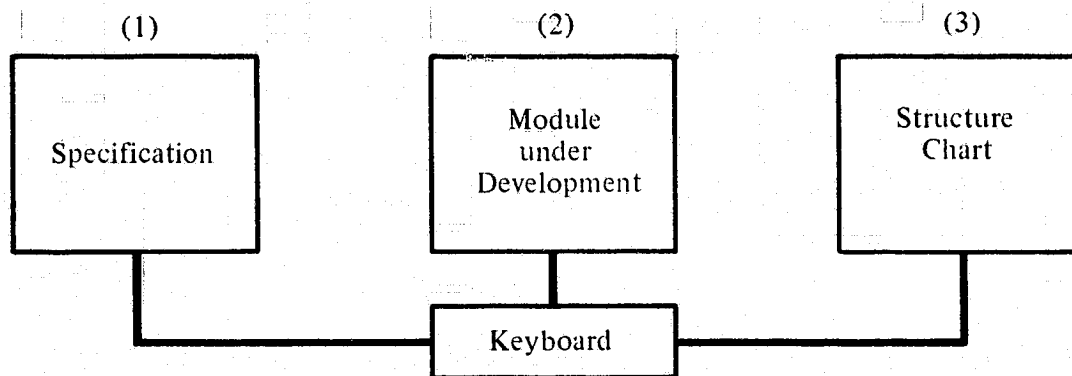 (1)
(2)
(3)
Specification
Module
under
Development
Structure
Chart
Keyboard